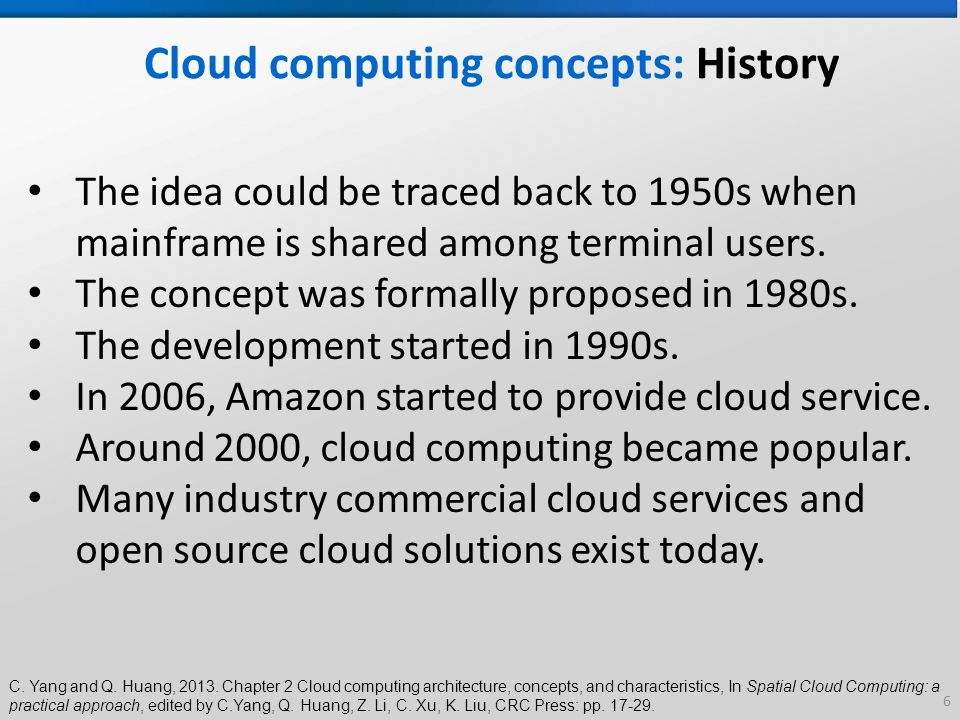 Cloud computing concepts: History
• The idea could be traced back to 1950s when
mainframe is shared among terminal users.
• The concept was formally proposed in 1980s.
• The development started in 1990s.
• In 2006, Amazon started to provide cloud service.
• Around 2000, cloud computing became popular.
• Many industry commercial cloud services and
open source cloud solutions exist today.
C. Yang and Q. Huang, 2013. Chapter 2 Cloud computing architecture, concepts, and characteristics, In Spatial Cloud Computing: a
practical approach, edited by C.Yang, Q. Huang, Z. Li, C. Xu, K. Liu, CRC Press: pp. 17-29.
6